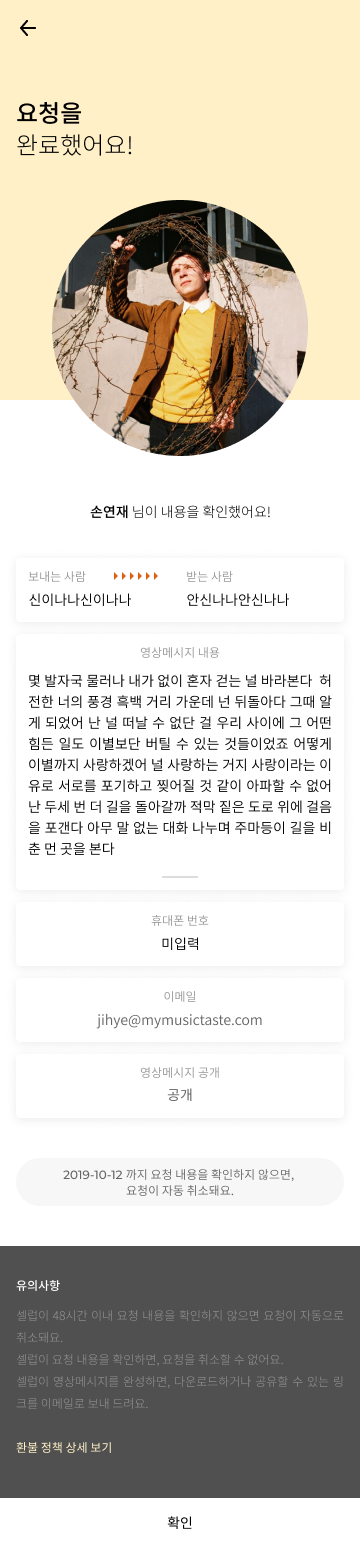 요청을
완료했어요!
손연재 님이 내용을 확인했어요!
보내는 사람
받는 사람
신이나나신이나나
안신나나안신나나
영상메시지 내용
몇 발자국 물러나 내가 없이 혼자 걷는 널 바라본다 허
전한 너의 풍경 흑백 거리 가운데 넌 뒤돌아다 그때 알
게 되었어 난 널 떠날 수 없단 걸 우리 사이에 그 어떤
힘든 일도 이별보단 버틸 수 있는 것들이었죠 어떻게
이별까지 사랑하겠어 널 사랑하는 거지 사랑이라는 이
유로 서로를 포기하고 찢어질 것 같이 아파할 수 없어
난 두세 번 더 길을 돌아갈까 적막 짙은 도로 위에 걸음
을 포갠다 아무 말 없는 대화 나누며 주마등이 길을 비
춘 먼 곳을 본다
휴대폰 번호
미입력
이메일
jihye@mymusictaste.com
영상메시지 공개
공개
2019-10-12 까지 요청 내용을 확인하지 않으면,
요청이 자동 취소돼요.
유의사항
셀럽이 48시간 이내 요청 내용을 확인하지 않으면 요청이 자동으로
취소돼요.
셀럽이 요청 내용을 확인하면, 요청을 취소할 수 없어요.
셀럽이 영상메시지를 완성하면, 다운로드하거나 공유할 수 있는 링
크를 이메일로 보내 드려요.
환불 정책 상세 보기
확인